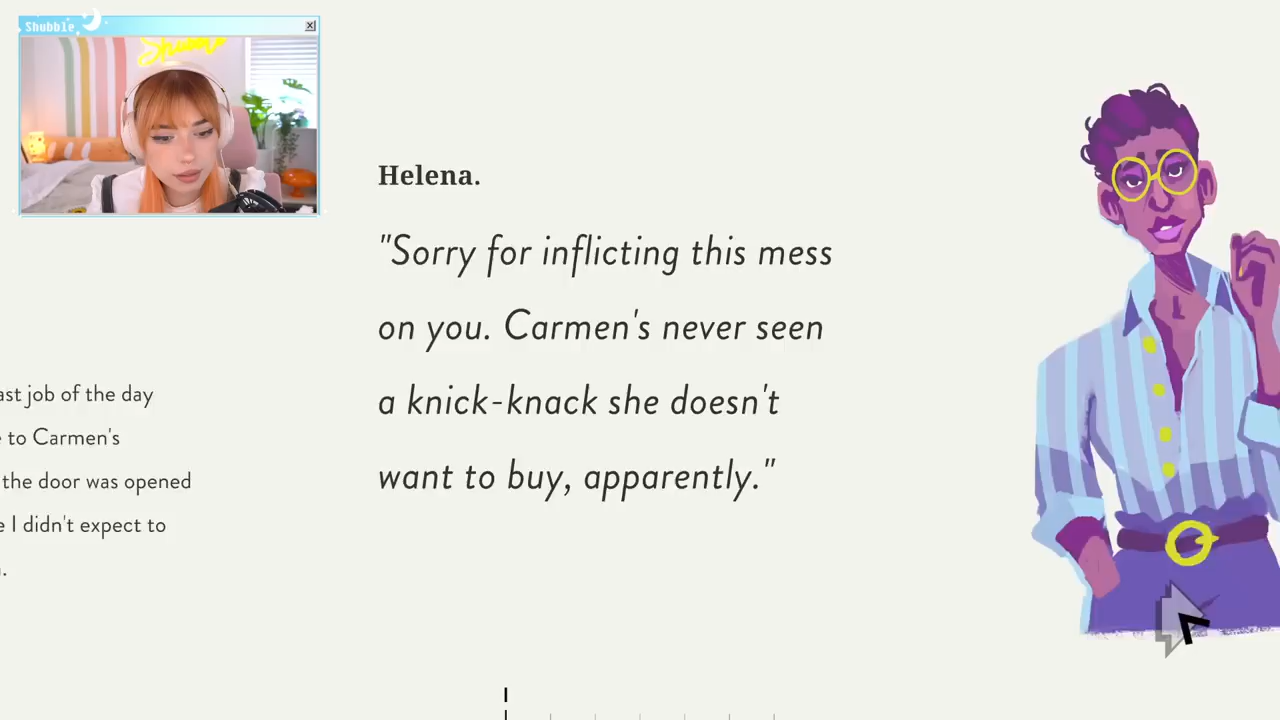 Shubble
Shubble
Helena.
"Sorry for inflicting this mess
on you. Carmen's never seen
a knick-knack she doesn't
want to buy, apparently."
ast job of the day
e to Carmen's
the door was opened
e I didn't expect to